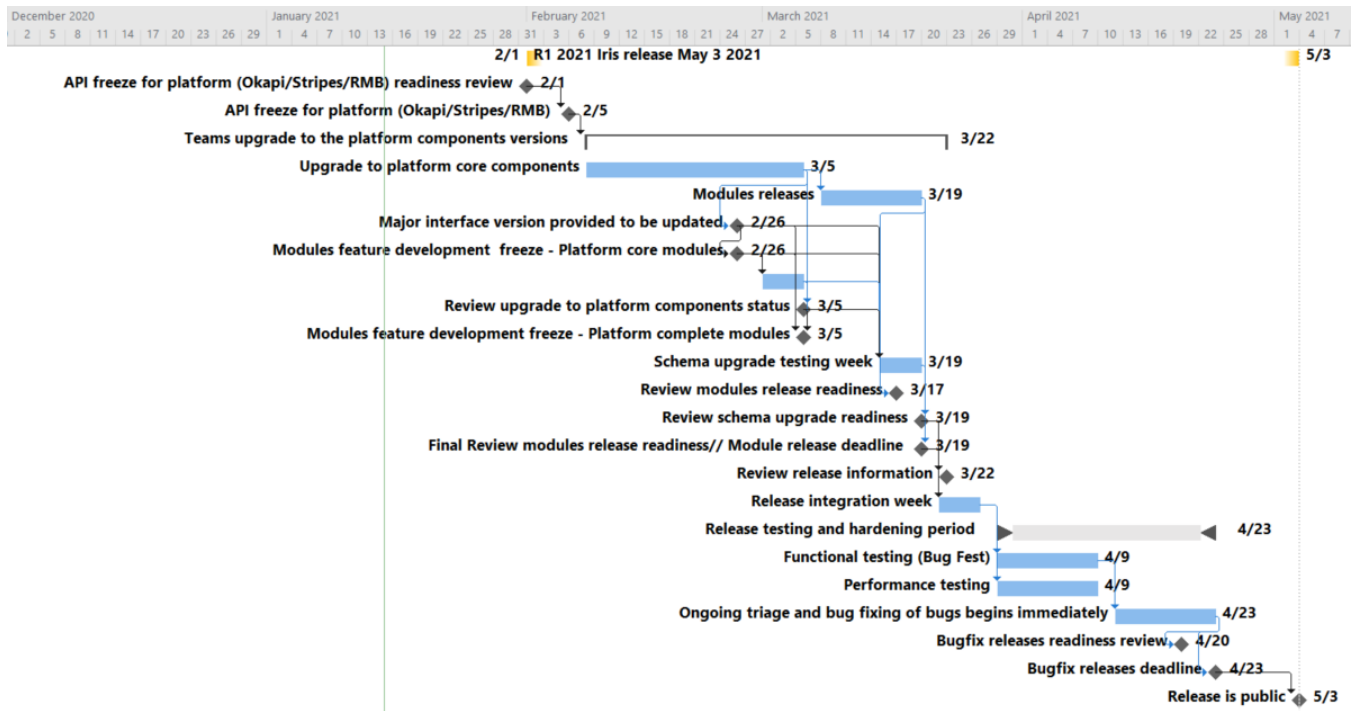 December 2020 January 2021 February 2021 March 2021 April 2021 May 2021
2 5 8 11 14 17 20 23 26 29 1 4 7 10 13 16 19 22 25 28 31 3 6 9 12 15 18 21 24 27 2 5 8 11 14 17 20 23 26 29 1 4 7 10 13 16 19 22 25 28 1 4 7
2/1 R1 2021 Iris release May 3 2021 5/3
API freeze for platform (Okapi/Stripes/RMB) readiness review 2/1
API freeze for platform (Okapi/Stripes/RMB) 2/5
Teams upgrade to the platform components versions 3/22
Upgrade to platform core components 3/5
Modules releases 3/19
Major interface version provided to be updated 2/26
Modules feature development freeze - Platform core modules 2/26
Review upgrade to platform components status 3/5
Modules feature development freeze - Platform complete modules 3/5
Schema upgrade testing week 3/19
Review modules release readiness 3/17
Review schema upgrade readiness 3/19
Final Review modules release readiness// Module release deadline 3/19
Review release information 3/22
Release integration week
Release testing and hardening period 4/23
Functional testing (Bug Fest) 4/9
Performance testing 4/9
Ongoing triage and bug fixing of bugs begins immediately 4/23
Bugfix releases readiness review 4/20
Bugfix releases deadline 4/23
Release is public 5/3